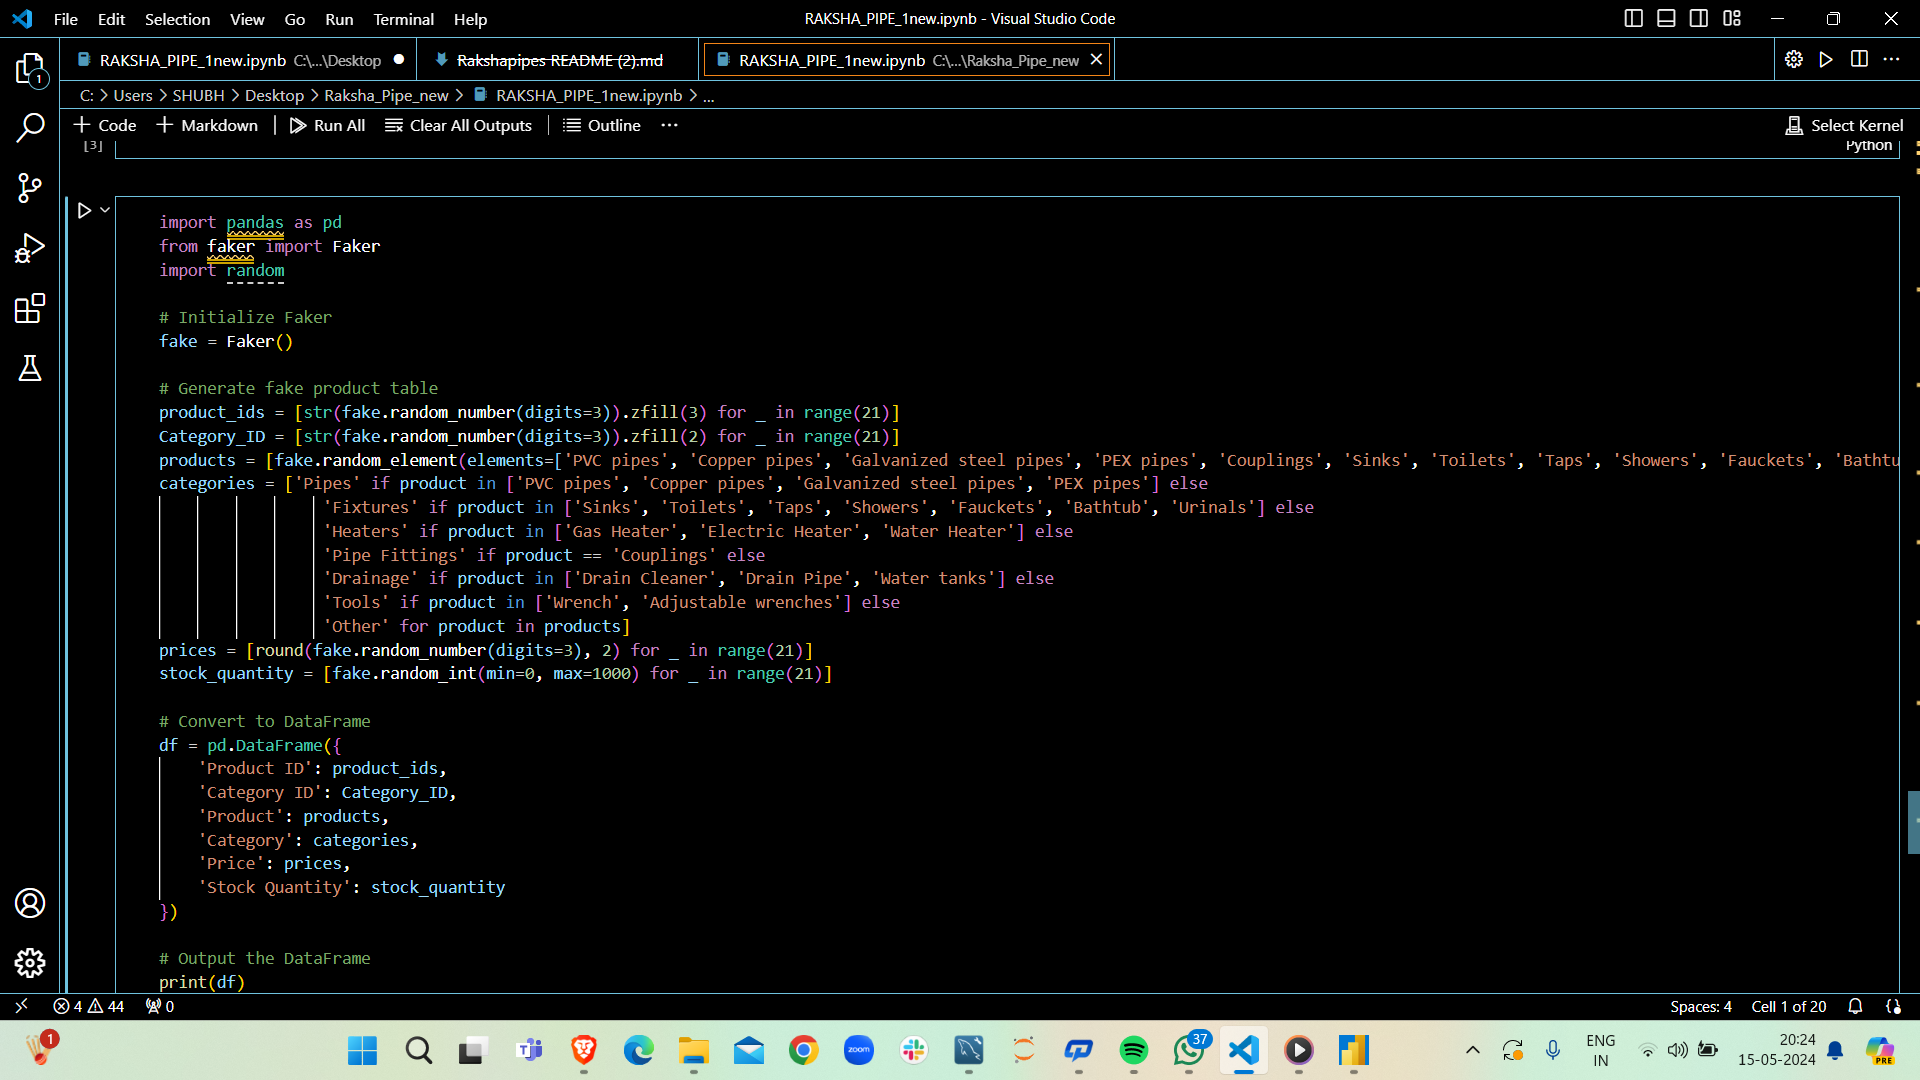 File Edit Selection View Go Run Terminal Help
RAKSHA_PIPE_1new.ipynb - Visual Studio Code
RAKSHA_PIPE_1new.ipynb C:\...\Desktop
Rakshapipes README (2).md
RAKSHA_PIPE_1new.ipynb C:\...\Raksha_Pipe_new
1
C: > Users > SHUBH > Desktop > Raksha_Pipe_new > RAKSHA_PIPE_1new.ipynb > ...
+ Code + Markdown | Run All Clear All Outputs | Outline ...
Select Kernel
[3]
Python
import pandas as pd
from faker import Faker
import random
# Initialize Faker
fake = Faker()
# Generate fake product table
product_ids = [str(fake.random_number(digits=3)).zfill(3) for _ in range(21)]
Category_ID = [str(fake.random_number(digits=3)).zfill(2) for _ in range(21)]
products = [fake.random_element(elements=['PVC pipes', 'Copper pipes', 'Galvanized steel pipes', 'PEX pipes', 'Couplings', 'Sinks', 'Toilets', 'Taps', 'Showers', 'Fauckets', 'Bathtu
categories = ['Pipes' if product in ['PVC pipes', 'Copper pipes', 'Galvanized steel pipes', 'PEX pipes'] else
'Fixtures' if product in ['Sinks', 'Toilets', 'Taps', 'Showers', 'Fauckets', 'Bathtub', 'Urinals'] else
'Heaters' if product in ['Gas Heater', 'Electric Heater', 'Water Heater'] else
'Pipe Fittings' if product == 'Couplings' else
'Drainage' if product in ['Drain Cleaner', 'Drain Pipe', 'Water tanks'] else
'Tools' if product in ['Wrench', 'Adjustable wrenches'] else
'Other' for product in products]
prices = [round(fake.random_number(digits=3), 2) for _ in range(21)]
stock_quantity = [fake.random_int(min=0, max=1000) for _ in range(21)]
# Convert to DataFrame
df = pd.DataFrame({
'Product ID': product_ids,
'Category ID': Category_ID,
'Product': products,
'Category': categories,
'Price': prices,
'Stock Quantity': stock_quantity
})
# Output the DataFrame
print(df)
4 44 0
Spaces: 4 Cell 1 of 20
1
zoom
37
ENG
IN
20:24
15-05-2024
PRE